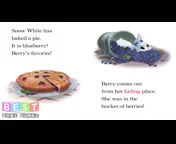 Snow White has
baked a pie.
It is blueberry!
Berry's favorite!
Berry comes out
from her hiding place.
She was in the
bucket of berries!
BEST